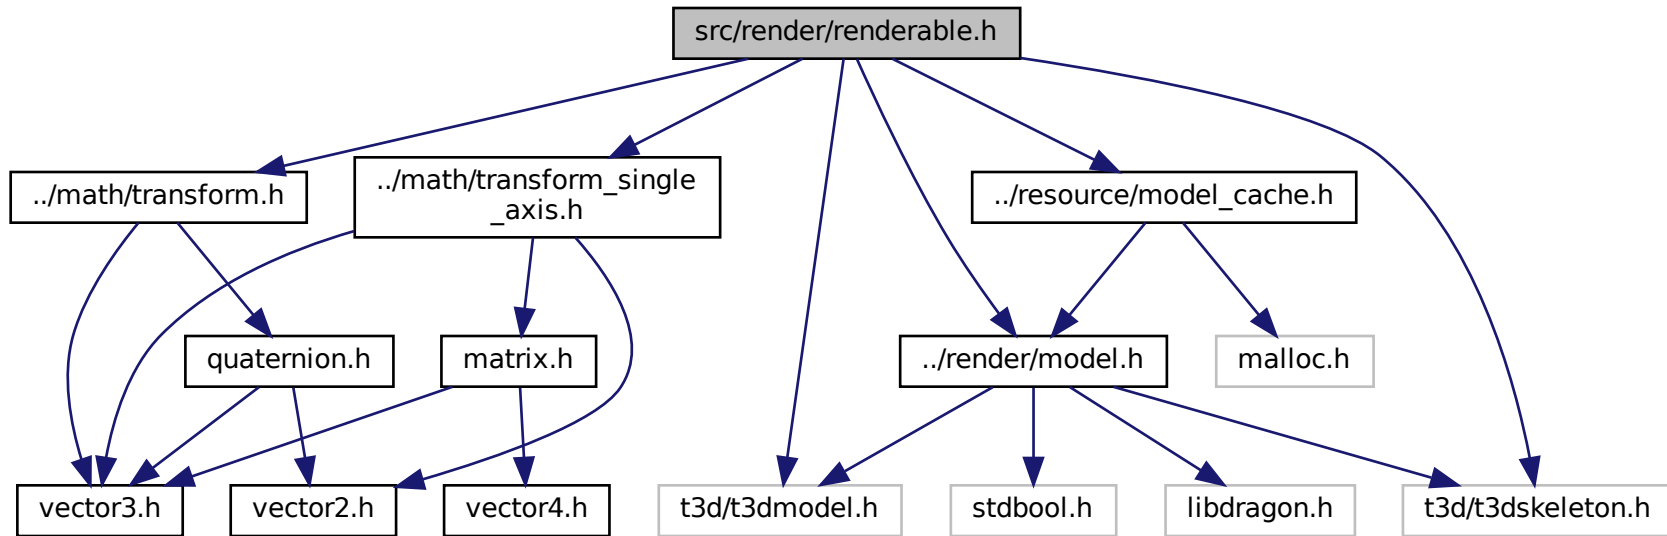 src/render/renderable.h
../math/transform.h
../math/transform_single
_axis.h
../resource/model_cache.h
quaternion.h
matrix.h
../render/model.h
malloc.h
vector3.h
vector2.h
vector4.h
t3d/t3dmodel.h
stdbool.h
libdragon.h
t3d/t3dskeleton.h